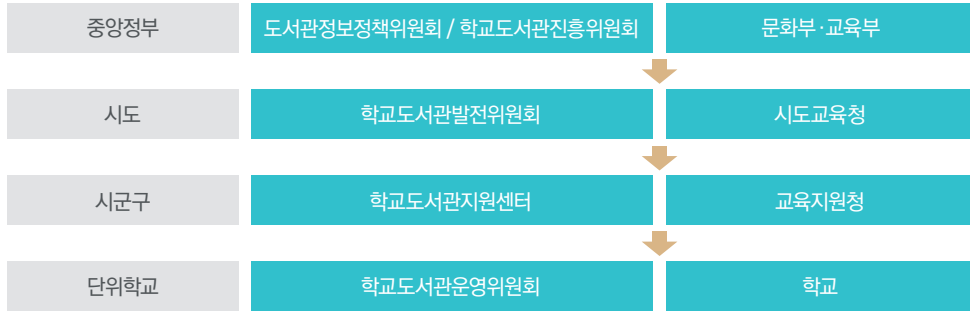 중앙정부 도서관정보정책위원회 / 학교도서관진흥위원회 문화부·교육부
시도 학교도서관발전위원회 시도교육청
시군구 학교도서관지원센터 교육지원청
단위학교 학교도서관운영위원회 학교